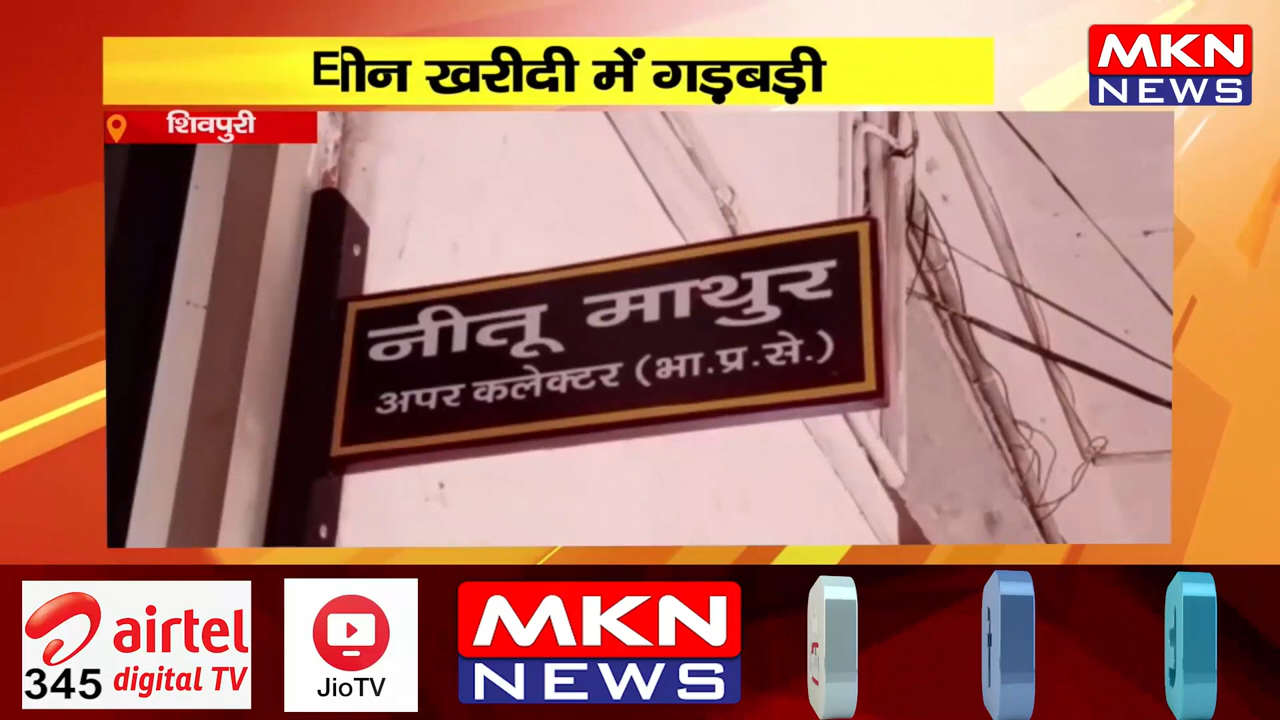 खरीदी में गड़बड़ी
MKN
NEWS
शिवपुरी
नीतू माथुर
अपर कलेक्टर (भा.प्र.से.)
airtel
digital TV
345
JioTV
MKN
NEWS